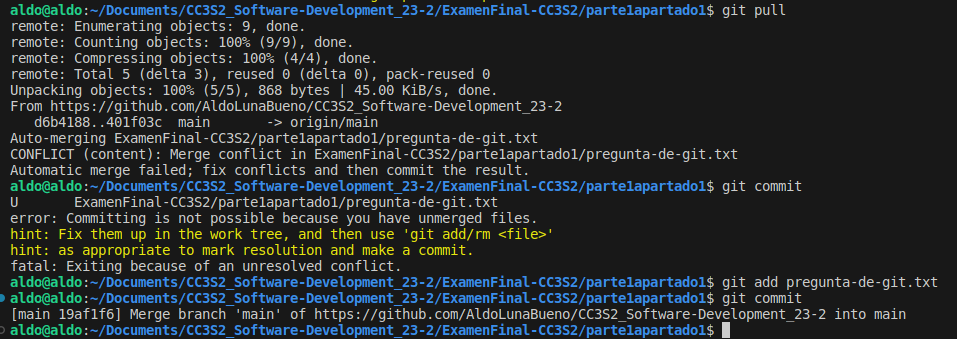 aldo@aldo:~/Documents/CC3S2_Software-Development_23-2/ExamenFinal-CC3S2/parte1apartado1$ git pull
remote: Enumerating objects: 9, done.
remote: Counting objects: 100% (9/9), done.
remote: Compressing objects: 100% (4/4), done.
remote: Total 5 (delta 3), reused 0 (delta 0), pack-reused 0
Unpacking objects: 100% (5/5), 868 bytes | 45.00 KiB/s, done.
From https://github.com/AldoLunaBueno/CC3S2_Software-Development_23-2
   d6b4188..401f03c  main       -> origin/main
Auto-merging ExamenFinal-CC3S2/parte1apartado1/pregunta-de-git.txt
CONFLICT (content): Merge conflict in ExamenFinal-CC3S2/parte1apartado1/pregunta-de-git.txt
Automatic merge failed; fix conflicts and then commit the result.
aldo@aldo:~/Documents/CC3S2_Software-Development_23-2/ExamenFinal-CC3S2/parte1apartado1$ git commit
U       ExamenFinal-CC3S2/parte1apartado1/pregunta-de-git.txt
error: Committing is not possible because you have unmerged files.
hint: Fix them up in the work tree, and then use 'git add/rm <file>'
hint: as appropriate to mark resolution and make a commit.
fatal: Exiting because of an unresolved conflict.
aldo@aldo:~/Documents/CC3S2_Software-Development_23-2/ExamenFinal-CC3S2/parte1apartado1$ git add pregunta-de-git.txt
aldo@aldo:~/Documents/CC3S2_Software-Development_23-2/ExamenFinal-CC3S2/parte1apartado1$ git commit
[main 19af1f6] Merge branch 'main' of https://github.com/AldoLunaBueno/CC3S2_Software-Development_23-2 into main
aldo@aldo:~/Documents/CC3S2_Software-Development_23-2/ExamenFinal-CC3S2/parte1apartado1$